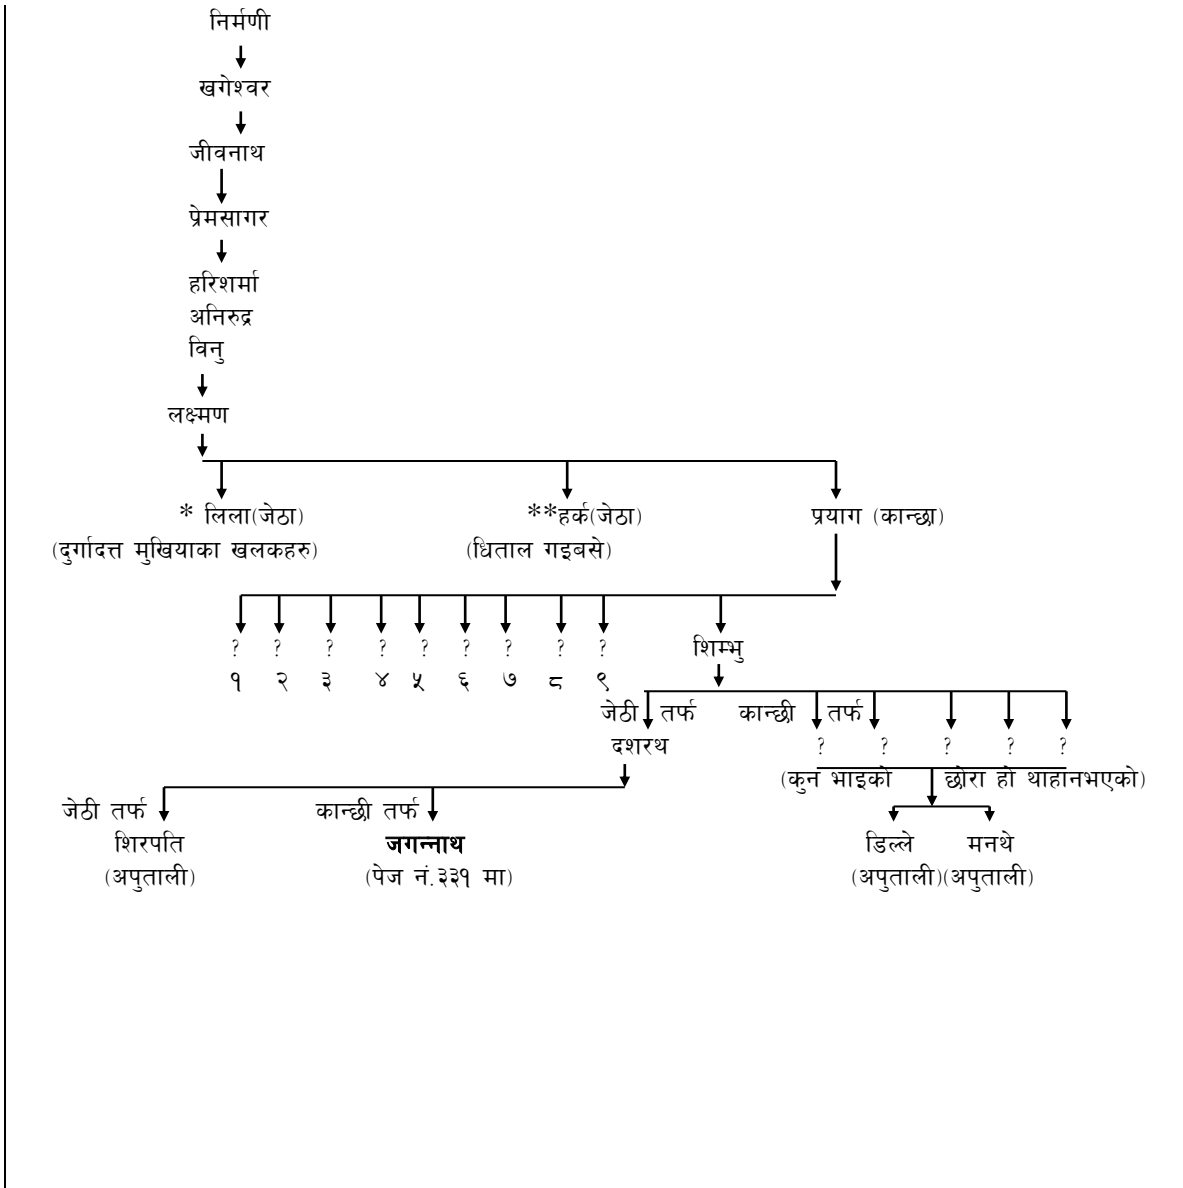 निर्मणी
खगेश्वर
जीवनाथ
प्रेमसागर
हरिशर्मा
अनिरुद्र
विनु
लक्ष्मण
* लिला(जेठा) **हर्क(जेठा) प्रयाग (कान्छा)
(दुर्गादत्त मुखियाका खलकहरु) (धिताल गइबसे)
? ? ? ? ? ? ? ? ? शिम्भु
१ २ ३ ४ ५ ६ ७ ८ ९
जेठी तर्फ कान्छी तर्फ
दशरथ ? ? ? ? ?
(कुन भाइको छोरा हो थाहानभएको)
जेठी तर्फ कान्छी तर्फ
शिरपति जगन्नाथ डिल्ले मनथे
(अपुताली) (पेज नं.३३१ मा) (अपुताली)(अपुताली)